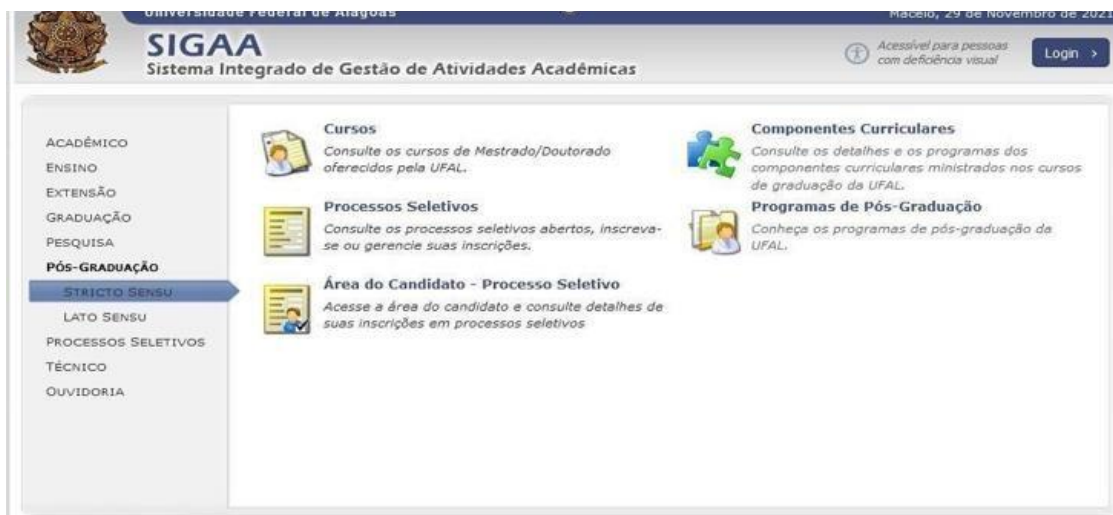 Universidade Federal de Alagoas
Maceió, 29 de Novembro de 2021
SIGAA
Sistema Integrado de Gestão de Atividades Acadêmicas
Acessível para pessoas
com deficiência visual
Login >
ACADÊMICO
ENSINO
EXTENSÃO
GRADUAÇÃO
PESQUISA
PÓS-GRADUAÇÃO
STRICTO SENSU
LATO SENSU
PROCESSOS SELETIVOS
TÉCNICO
OUVIDORIA
Cursos
Consulte os cursos de Mestrado/Doutorado
oferecidos pela UFAL.
Processos Seletivos
Consulte os processos seletivos abertos, inscreva-
se ou gerencie suas inscrições.
Área do Candidato - Processo Seletivo
Acesse a área do candidato e consulte detalhes de
suas inscrições em processos seletivos
Componentes Curriculares
Consulte os detalhes e os programas dos
componentes curriculares ministrados nos cursos
de graduação da UFAL.
Programas de Pós-Graduação
Conheça os programas de pós-graduação da
UFAL.